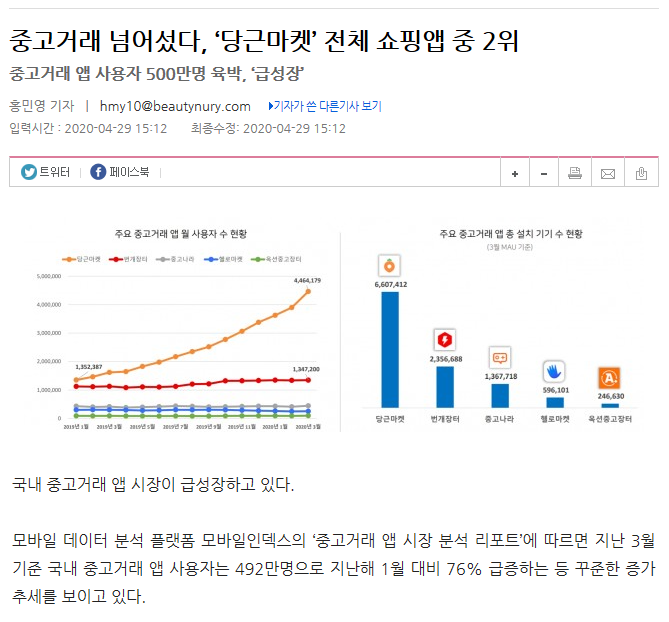 중고거래 넘어섰다, ‘당근마켓’ 전체 쇼핑앱 중 2위
중고거래 앱 사용자 500만명 육박, ‘급성장’
홍민영 기자 | hmy10@beautynury.com 기자가 쓴 다른기사 보기
입력시간 : 2020-04-29 15:12 최종수정: 2020-04-29 15:12
트위터 | 페이스북 |
+ -
주요 중고거래 앱 월 사용자 수 현황
당근마켓 번개장터 중고나라 헬로마켓 옥션중고장터
5,000,000
4,000,000
3,000,000
2,000,000
1,000,000
0
1,352,387
4,464,179
1,347,200
2019년 1월 2019년 3월 2019년 5월 2019년 7월 2019년 9월 2019년 11월 2020년 1월 2020년 3월
주요 중고거래 앱 총 설치 기기 수 현황
(3월 MAU 기준)
6,607,412
2,356,688
1,367,718
596,101
246,630
당근마켓 번개장터 중고나라 헬로마켓 옥션중고장터
국내 중고거래 앱 시장이 급성장하고 있다.
모바일 데이터 분석 플랫폼 모바일인덱스의 ‘중고거래 앱 시장 분석 리포트’에 따르면 지난 3월
기준 국내 중고거래 앱 사용자는 492만명으로 지난해 1월 대비 76% 급증하는 등 꾸준한 증가
추세를 보이고 있다.